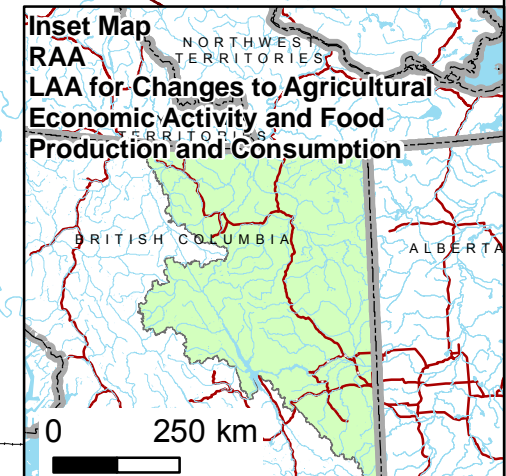 Inset Map
RAA
LAA for Changes to Agricultural
Economic Activity and Food
Production and Consumption
NORTHWEST
TERRITORIES
TERRITORIES
BRITISH COLUMBIA
ALBERTA
0 250 km